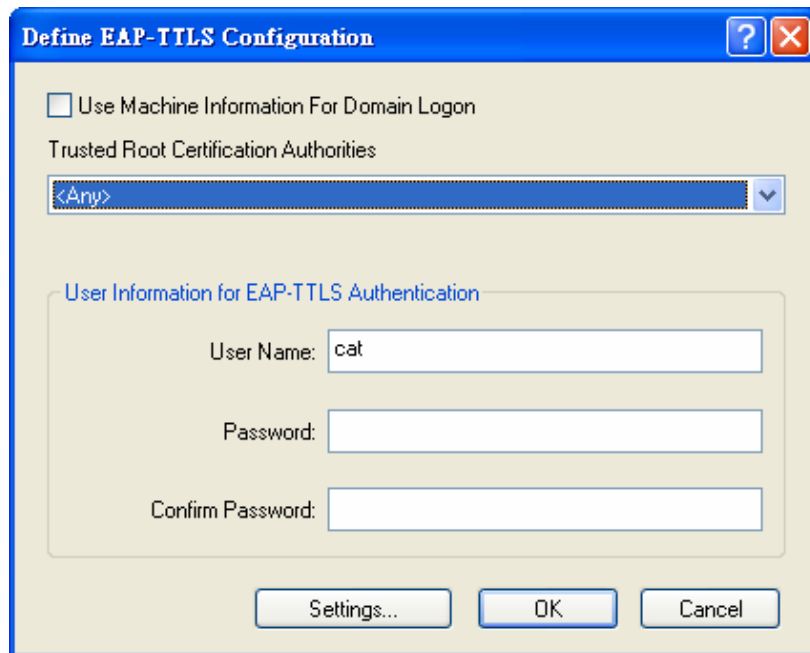 Define EAP-TTLS Configuration
?
Use Machine Information For Domain Logon
Trusted Root Certification Authorities
<Any>
User Information for EAP-TTLS Authentication
User Name: cat
Password:
Confirm Password:
Settings... OK Cancel